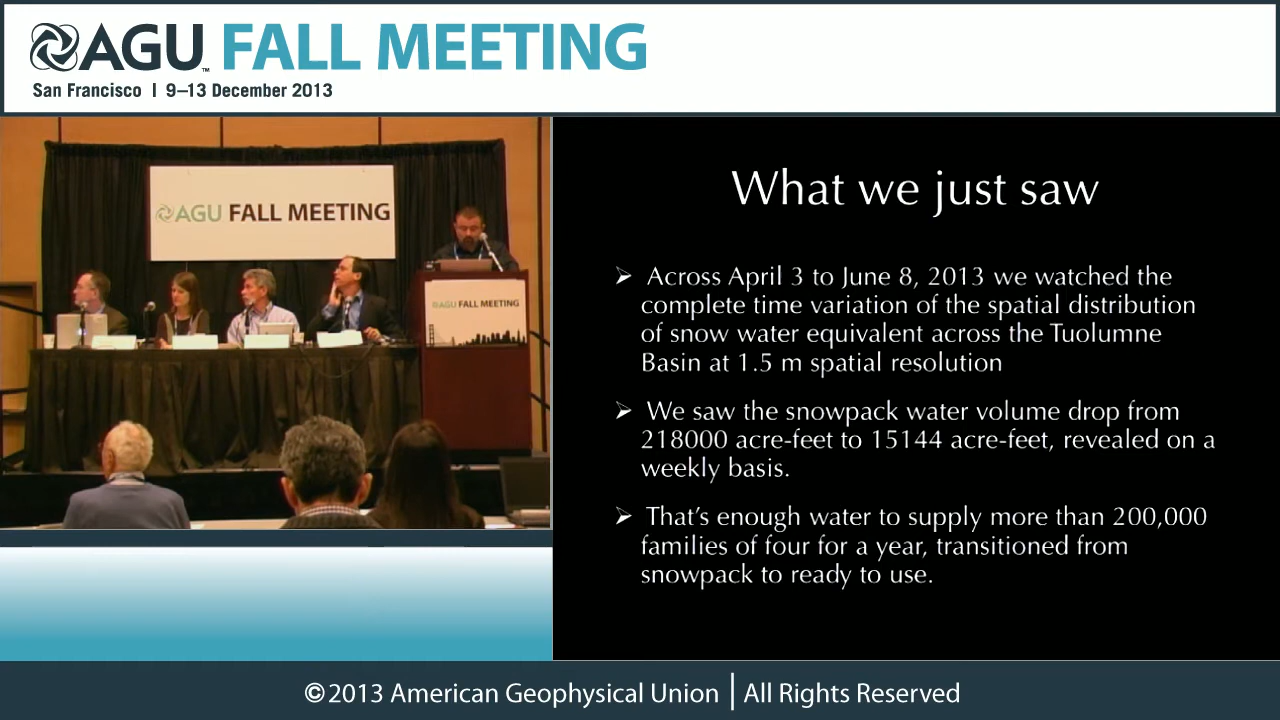 AGU™ FALL MEETING
San Francisco | 9–13 December 2013
AGU FALL MEETING
AGU FALL MEETING
What we just saw
➢ Across April 3 to June 8, 2013 we watched the
complete time variation of the spatial distribution
of snow water equivalent across the Tuolumne
Basin at 1.5 m spatial resolution
➢ We saw the snowpack water volume drop from
218000 acre-feet to 15144 acre-feet, revealed on a
weekly basis.
➢ That's enough water to supply more than 200,000
families of four for a year, transitioned from
snowpack to ready to use.
©2013 American Geophysical Union | All Rights Reserved